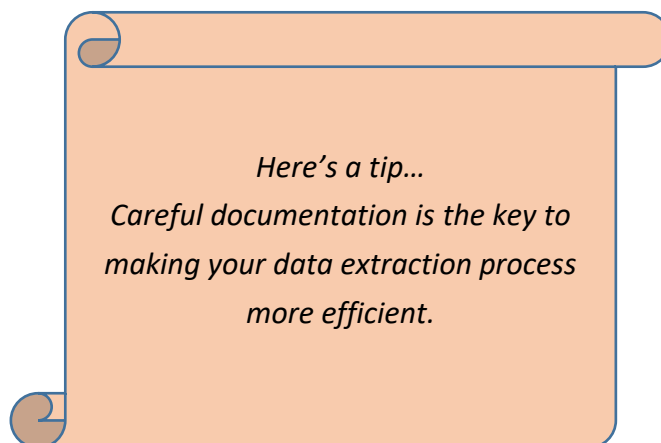 Here’s a tip…
Careful documentation is the key to
making your data extraction process
more efficient.